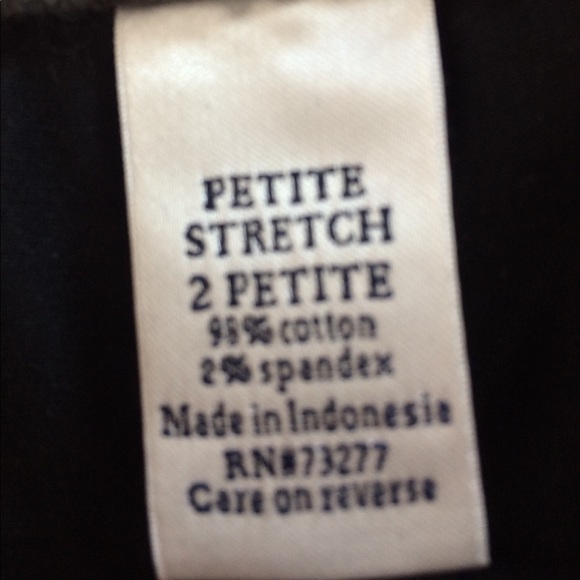 PETITE
STRETCH
2 PETITE
98% cotton
2% spandex
Made in Indonesia
RN#73277
Care on reverse